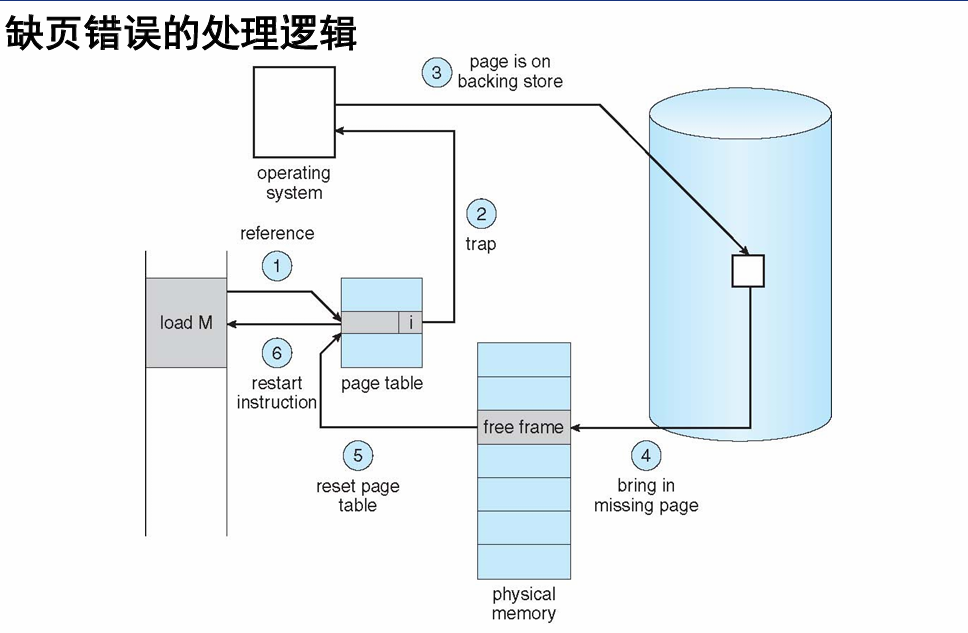 缺页错误的处理逻辑
3
page is on
backing store
operating
system
2
trap
reference
1
load M
i
6
restart
instruction
page table
free frame
5
reset page
table
4
bring in
missing page
physical
memory